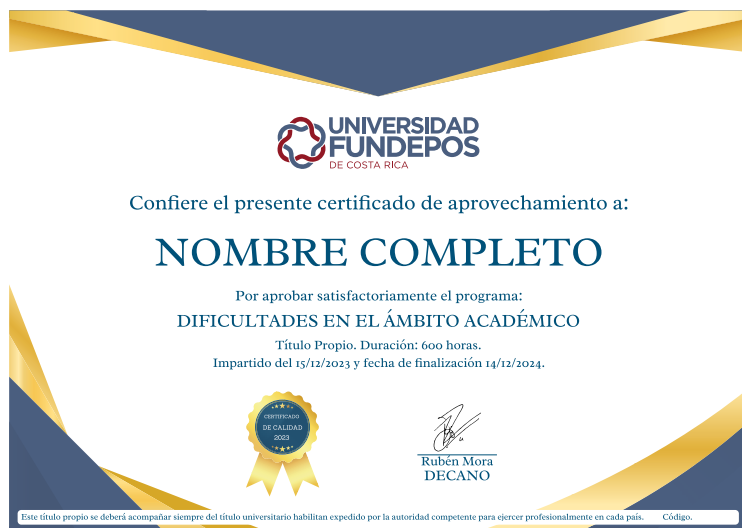 UNIVERSIDAD
FUNDEPOS
DE COSTA RICA
Confiere el presente certificado de aprovechamiento a:
NOMBRE COMPLETO
Por aprobar satisfactoriamente el programa:
DIFICULTADES EN EL ÁMBITO ACADÉMICO
Título Propio. Duración: 600 horas.
Impartido del 15/12/2023 y fecha de finalización 14/12/2024.
CERTIFICADO
DE CALIDAD
2023
Rubén Mora
DECANO
Este título propio se deberá acompañar siempre del título universitario habilitan expedido por la autoridad competente para ejercer profesionalmente en cada país. Código.